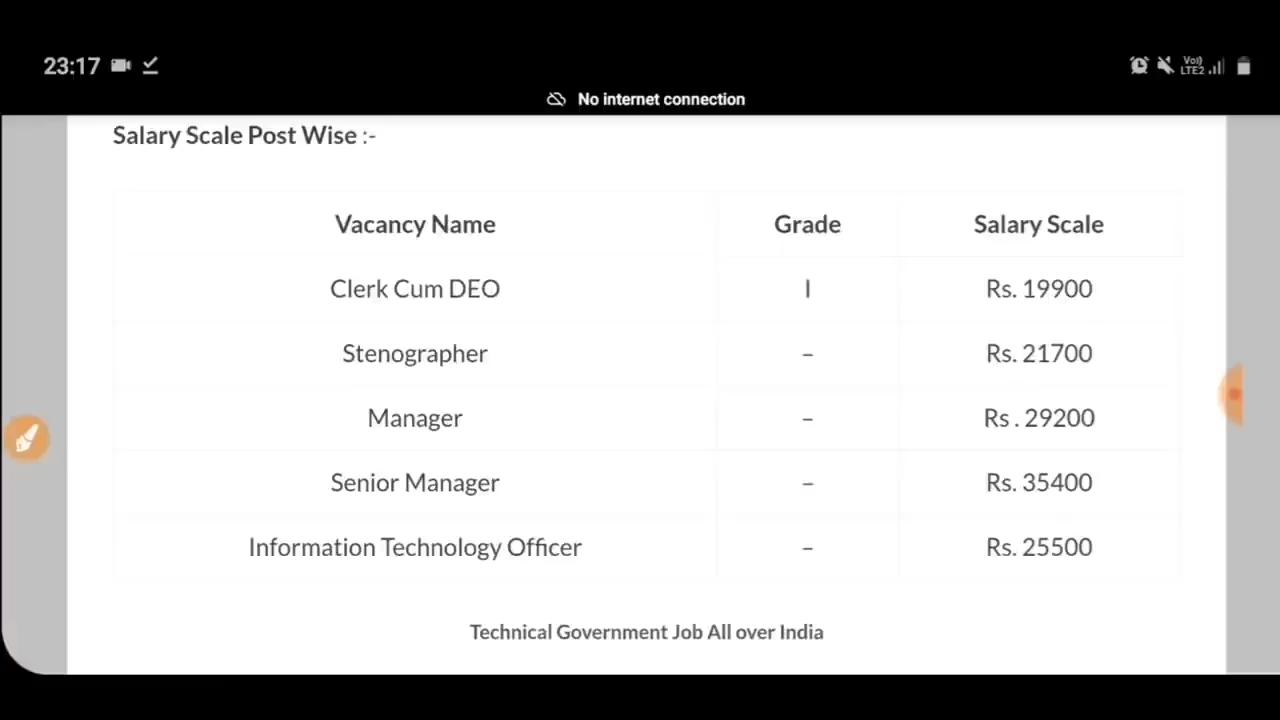 23:17
Vo)) LTE2
No internet connection
Salary Scale Post Wise :-
Vacancy Name Grade Salary Scale
Clerk Cum DEO I Rs. 19900
Stenographer – Rs. 21700
Manager – Rs . 29200
Senior Manager – Rs. 35400
Information Technology Officer – Rs. 25500
Technical Government Job All over India